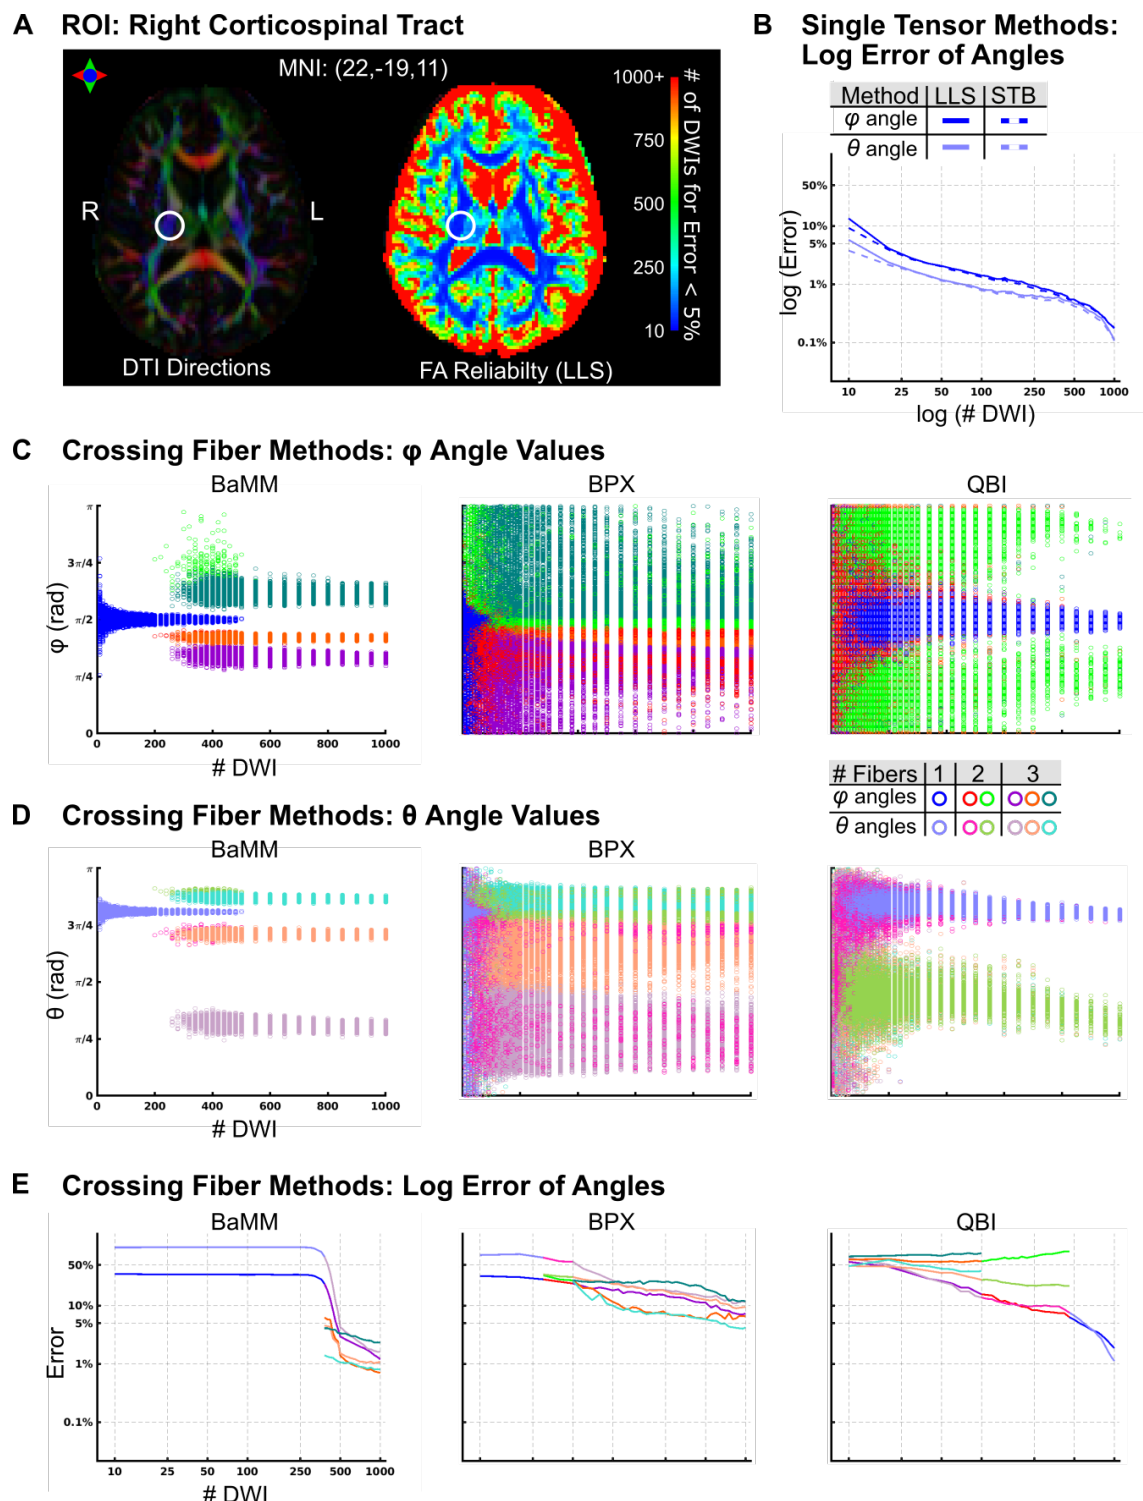 A ROI: Right Corticospinal Tract
MNI: (22,-19,11)
R
L
DTI Directions
FA Reliabilty (LLS)
1000+
750
500
250
10
# of DWIs for Error < 5%
B Single Tensor Methods:
Log Error of Angles
Method LLS STB
φ angle
θ angle
log (Error)
50%
10%
5%
1%
0.1%
10 25 50 100 250 500 1000
log (# DWI)
C Crossing Fiber Methods: φ Angle Values
BaMM BPX QBI
φ (rad)
π
3π/4
π/2
π/4
0
0 200 400 600 800 1000
# DWI
# Fibers 1 2 3
φ angles
θ angles
D Crossing Fiber Methods: θ Angle Values
BaMM BPX
θ (rad)
π
3π/4
π/2
π/4
0
0 200 400 600 800 1000
# DWI
E Crossing Fiber Methods: Log Error of Angles
BaMM BPX QBI
Error
50%
10%
5%
1%
0.1%
10 25 50 100 250 500 1000
# DWI